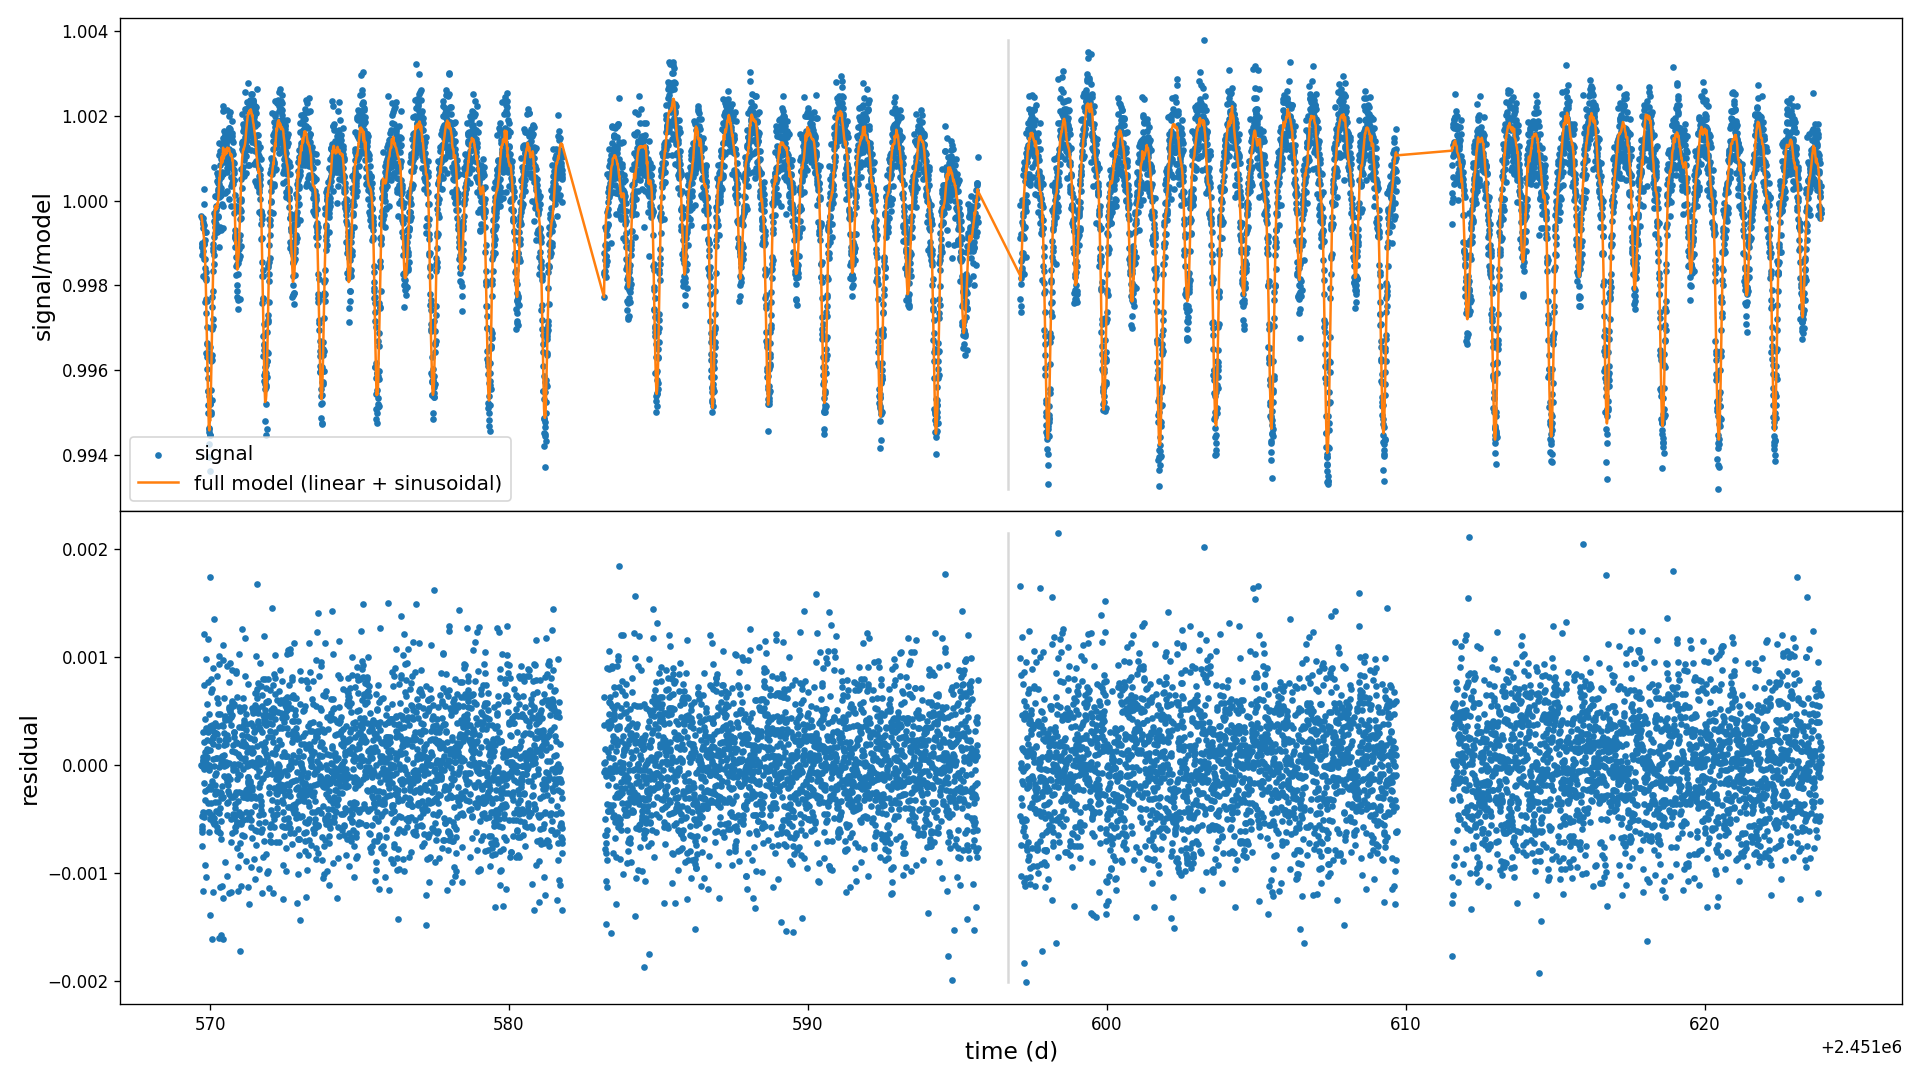 1.004
1.002
1.000
0.998
0.996
0.994
signal/model
signal
full model (linear + sinusoidal)
0.002
0.001
0.000
−0.001
−0.002
residual
570 580 590 600 610 620
time (d)
+2.451e6